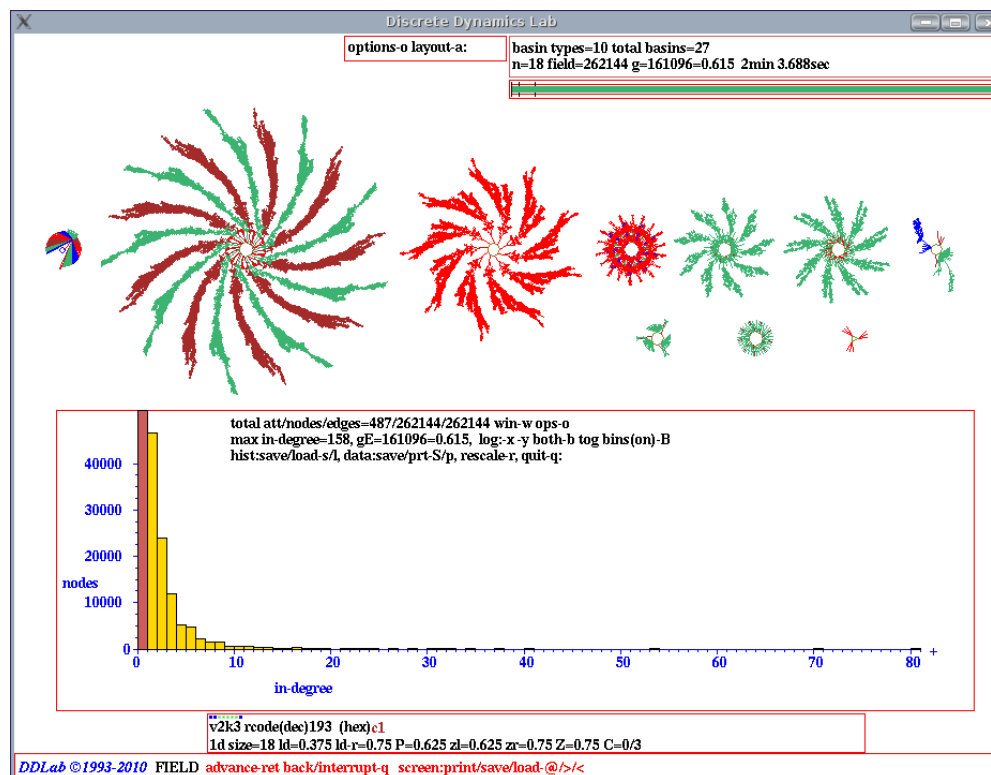 Discrete Dynamics Lab
options-o layout-a:
basin types=10 total basins=27
n=18 field=262144 g=161096=0.615 2min 3.688sec
total att/nodes/edges=487/262144/262144 win-w ops-o
max in-degree=158, gE=161096=0.615, log:-x -y both-b tog bins(on)-B
hist:save/load-s/l, data:save/prt-S/p, rescale-r, quit-q:
40000
30000
20000
nodes
10000
0
0 10 20 30 40 50 60 70 80 +
in-degree
v2k3 rcode(dec)193 (hex)c1
1d size=18 ld=0.375 ld-r=0.75 P=0.625 zl=0.625 zr=0.75 Z=0.75 C=0/3
DDLab ©1993-2010 FIELD advance-ret back/interrupt-q screen:print/save/load-@/>/<